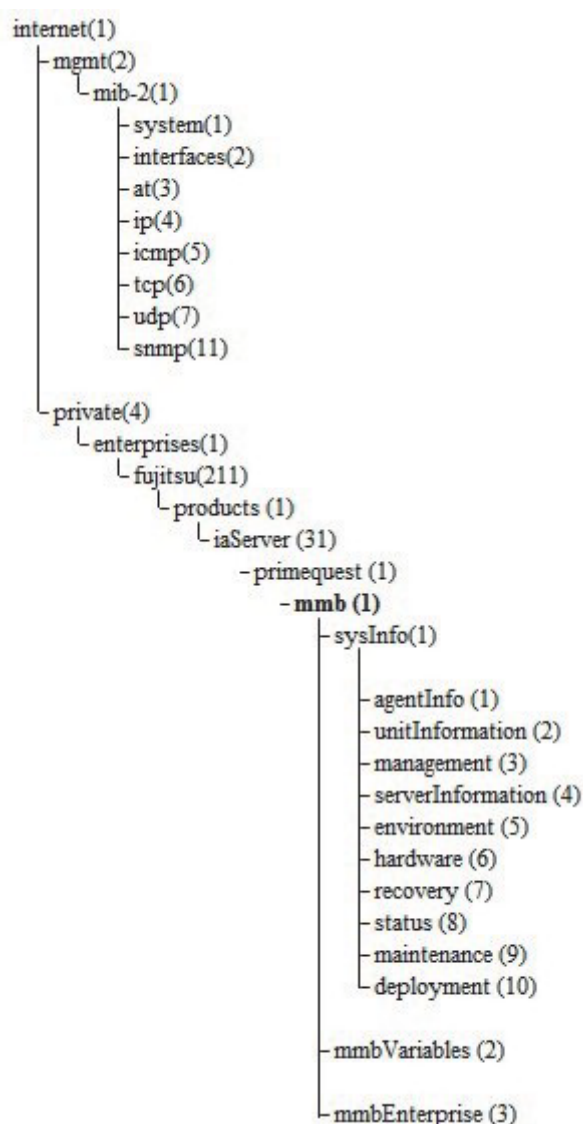 internet(1)
mgmt(2)
mib-2(1)
system(1)
interfaces(2)
at(3)
ip(4)
icmp(5)
tcp(6)
udp(7)
snmp(11)
private(4)
enterprises(1)
fujitsu(211)
products (1)
iaServer (31)
primequest (1)
mmb (1)
sysInfo(1)
agentInfo (1)
unitInformation (2)
management (3)
serverInformation (4)
environment (5)
hardware (6)
recovery (7)
status (8)
maintenance (9)
deployment (10)
mmbVariables (2)
mmbEnterprise (3)